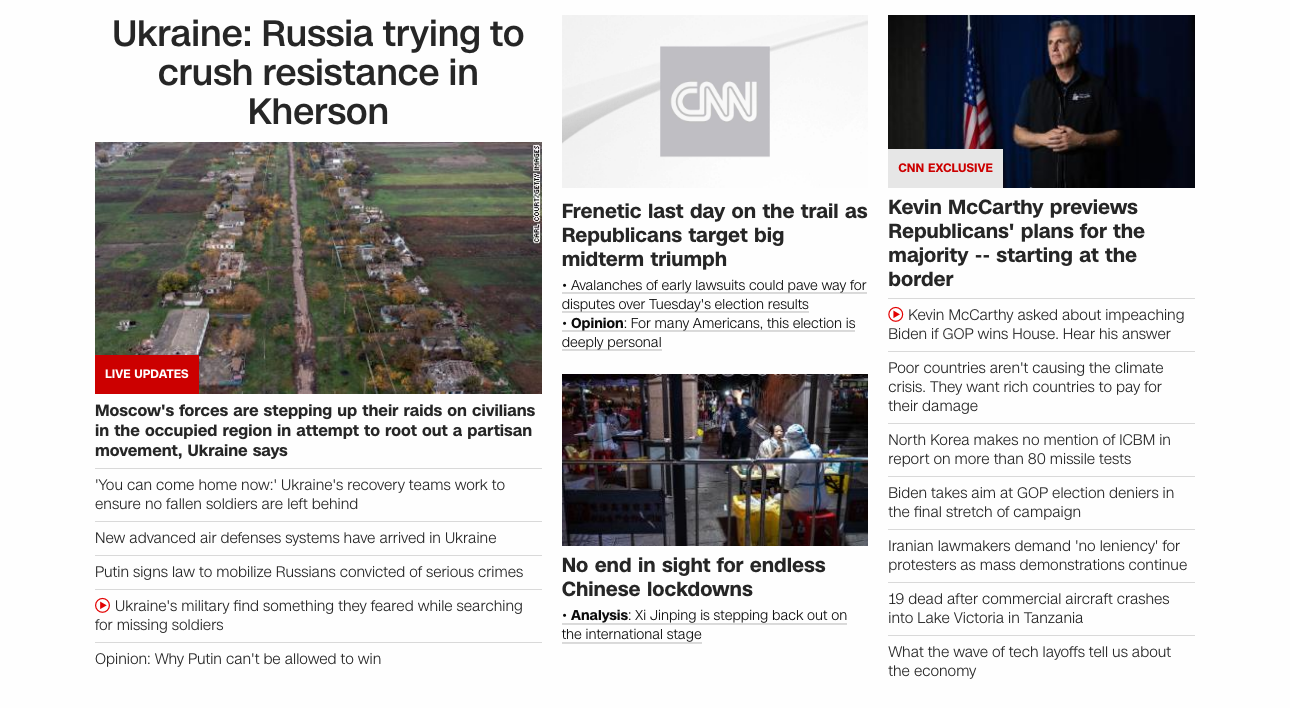 Ukraine: Russia trying to
crush resistance in
Kherson
CARL COURT/GETTY IMAGES
LIVE UPDATES
Moscow's forces are stepping up their raids on civilians
in the occupied region in attempt to root out a partisan
movement, Ukraine says
'You can come home now:' Ukraine's recovery teams work to
ensure no fallen soldiers are left behind
New advanced air defenses systems have arrived in Ukraine
Putin signs law to mobilize Russians convicted of serious crimes
Ukraine's military find something they feared while searching
for missing soldiers
Opinion: Why Putin can't be allowed to win
CNN
Frenetic last day on the trail as
Republicans target big
midterm triumph
• Avalanches of early lawsuits could pave way for
disputes over Tuesday's election results
• Opinion: For many Americans, this election is
deeply personal
No end in sight for endless
Chinese lockdowns
• Analysis: Xi Jinping is stepping back out on
the international stage
CNN EXCLUSIVE
Kevin McCarthy previews
Republicans' plans for the
majority -- starting at the
border
Kevin McCarthy asked about impeaching
Biden if GOP wins House. Hear his answer
Poor countries aren't causing the climate
crisis. They want rich countries to pay for
their damage
North Korea makes no mention of ICBM in
report on more than 80 missile tests
Biden takes aim at GOP election deniers in
the final stretch of campaign
Iranian lawmakers demand 'no leniency' for
protesters as mass demonstrations continue
19 dead after commercial aircraft crashes
into Lake Victoria in Tanzania
What the wave of tech layoffs tell us about
the economy